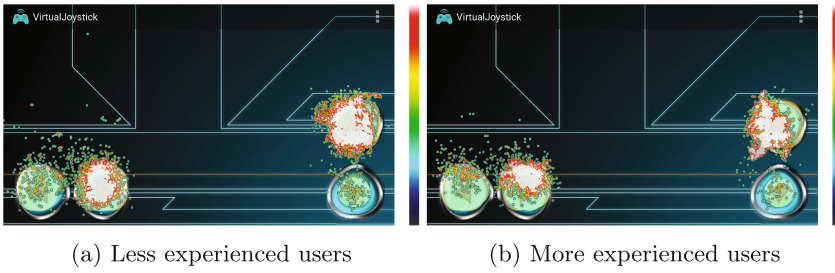 VirtualJoystick
VirtualJoystick
(a) Less experienced users
(b) More experienced users